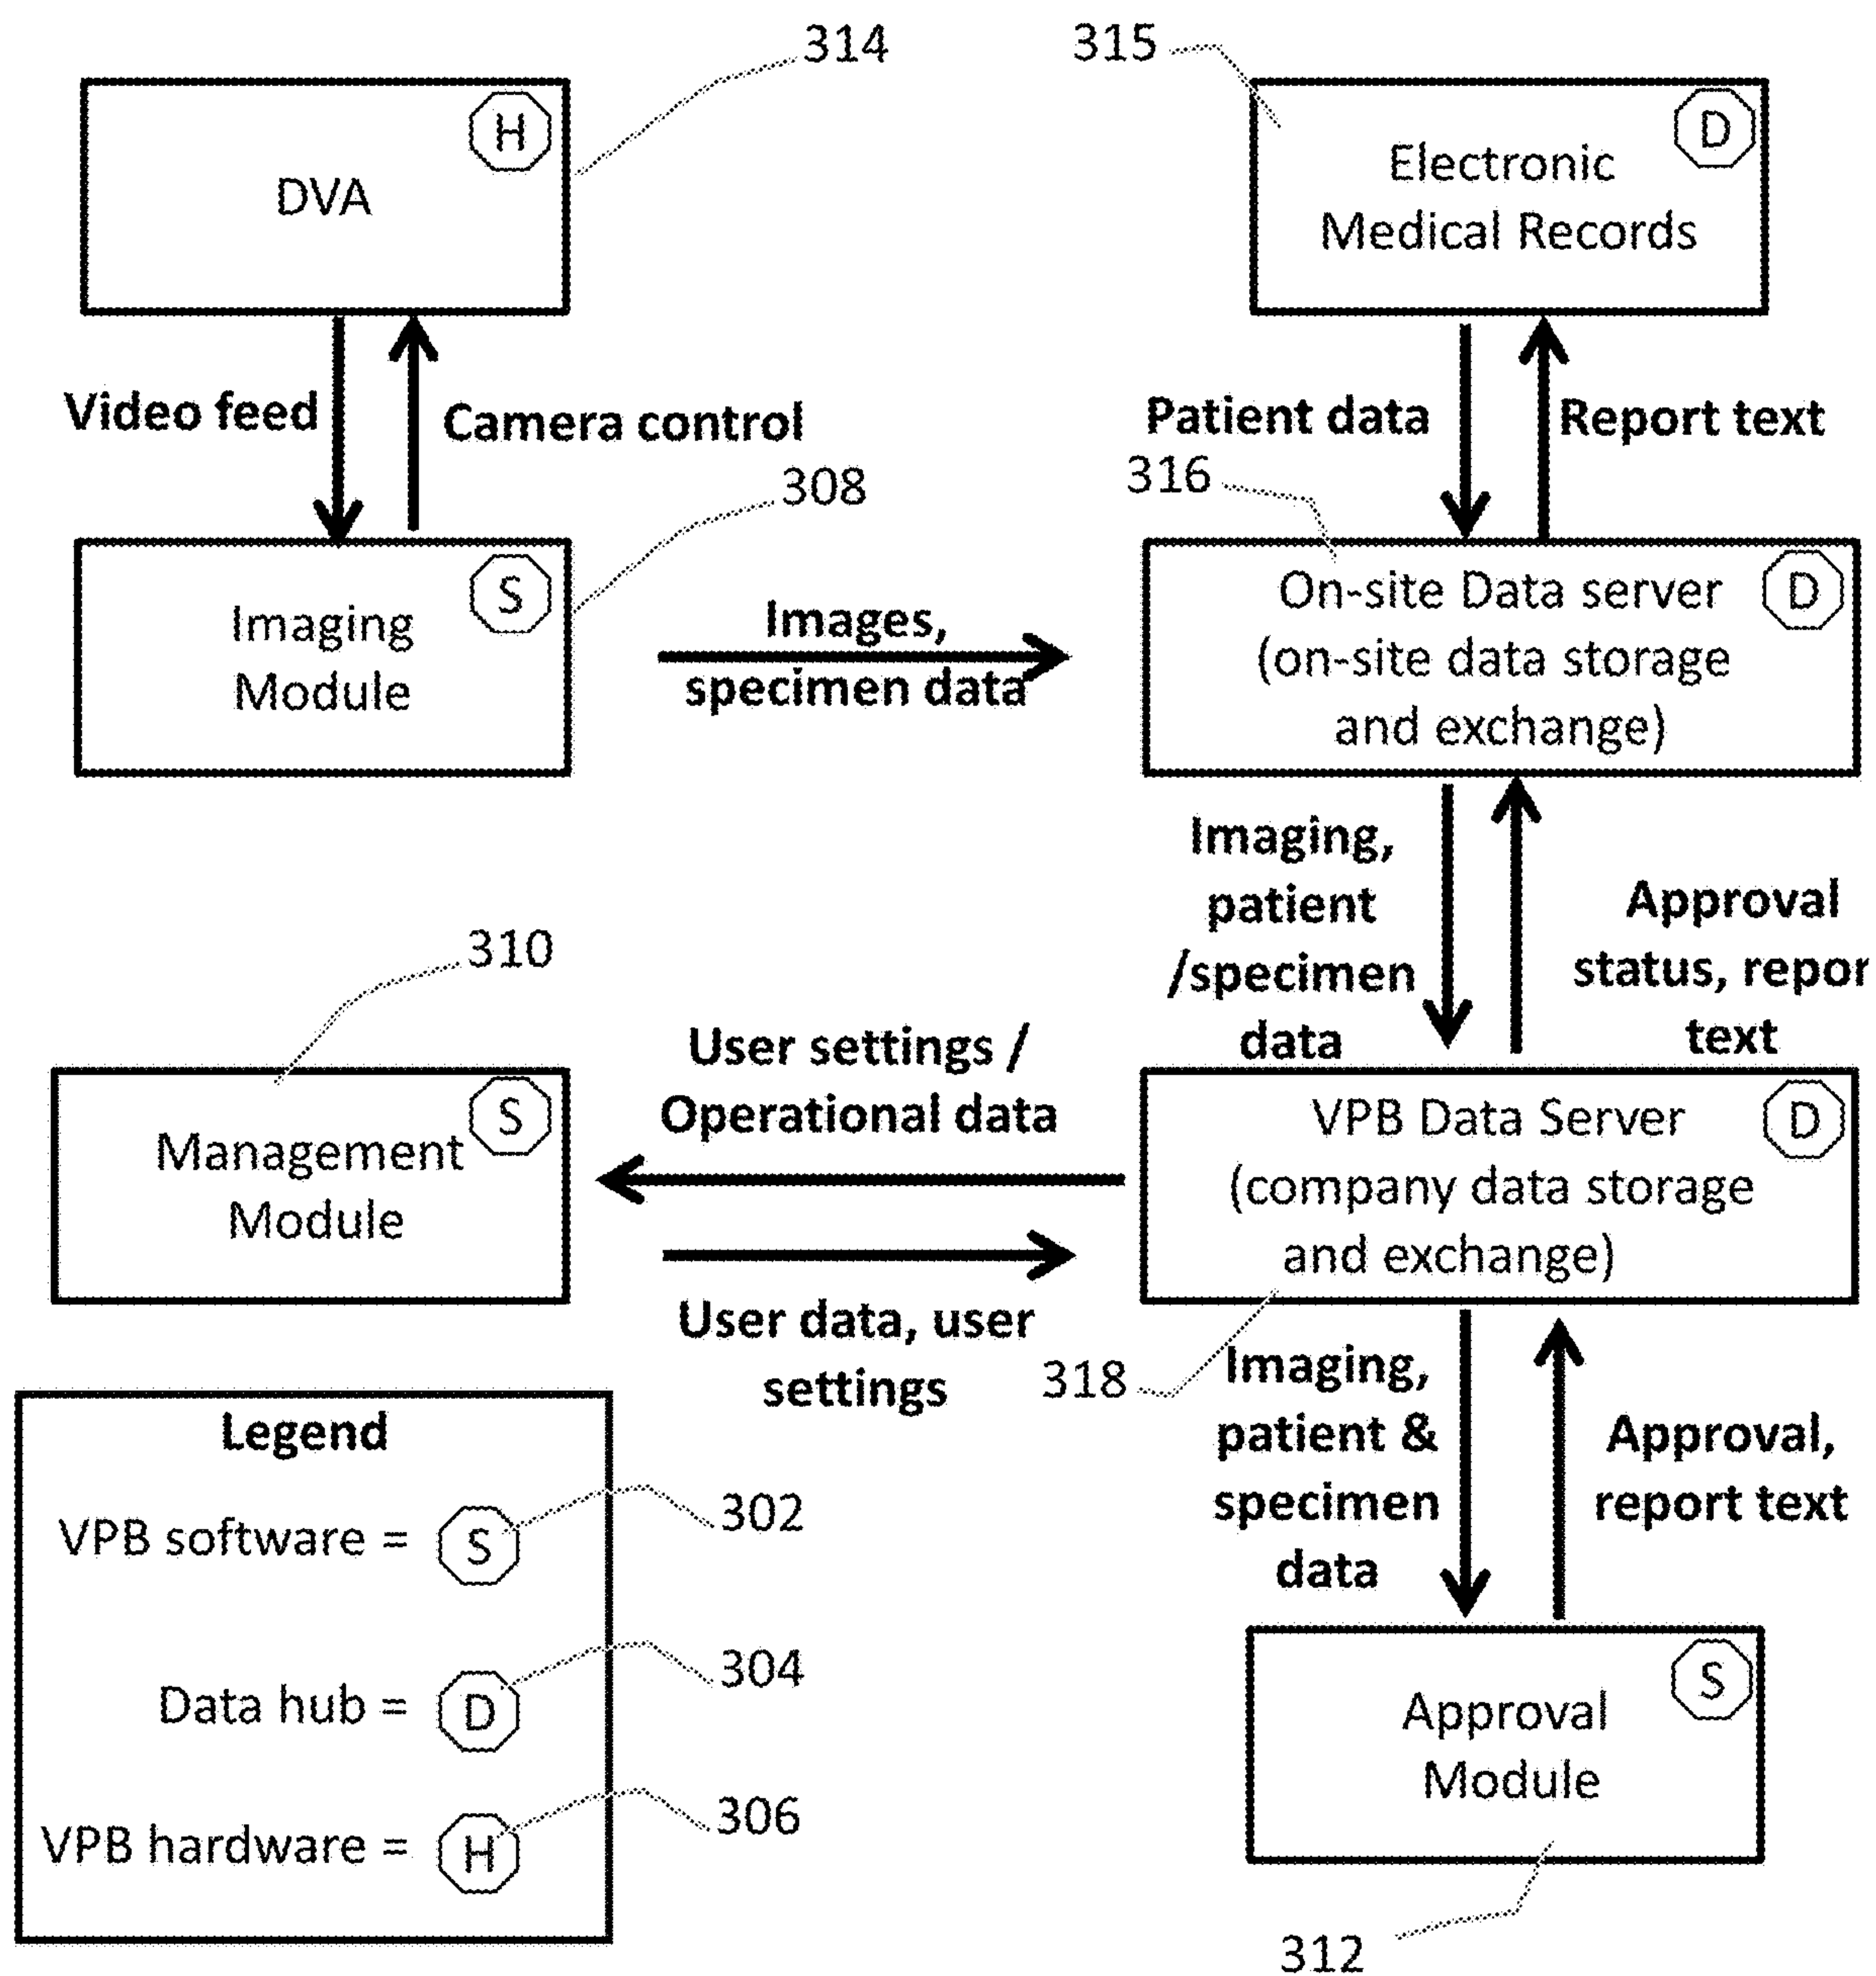 314
315
H
DVA
D
Electronic
Medical Records
Video feed
Camera control
Patient data
Report text
308
316
S
Imaging
Module
Images,
specimen data
D
On-site Data server
(on-site data storage
and exchange)
Imaging,
patient
/specimen
data
Approval
status, repor
text
310
S
Management
Module
User settings /
Operational data
User data, user
settings
D
VPB Data Server
(company data storage
and exchange)
318
Imaging,
patient &
specimen
data
Approval,
report text
Legend
VPB software = S
302
Data hub = D
304
VPB hardware = H
306
S
Approval
Module
312